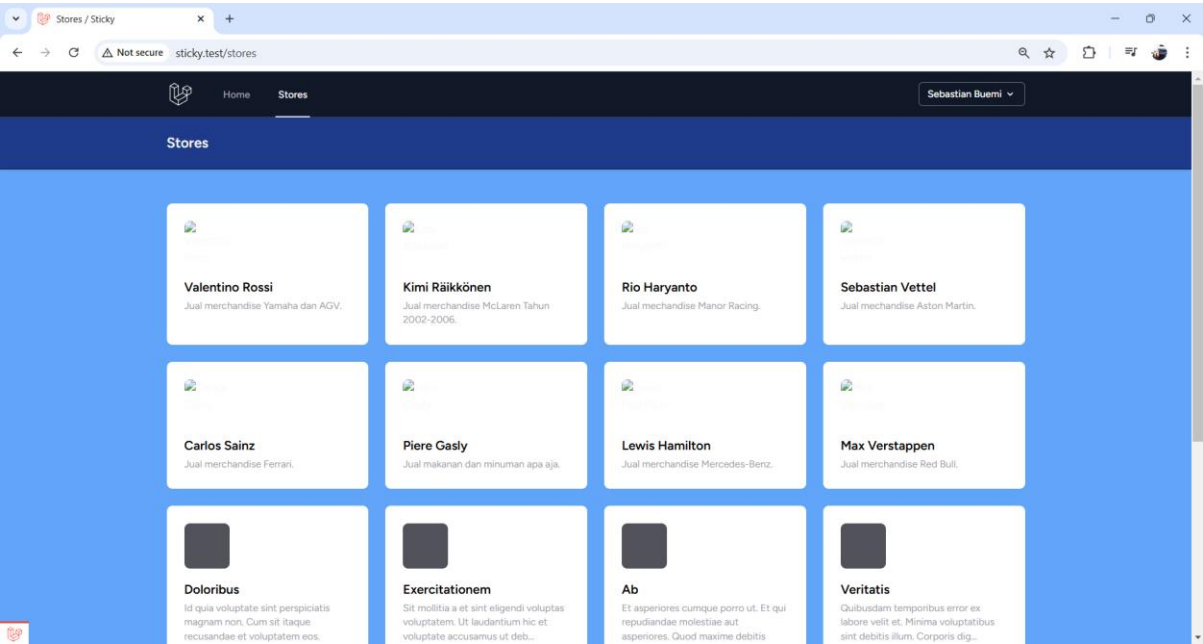 Stores / Sticky
Not secure
sticky.test/stores
Home
Stores
Sebastian Buemi
Stores
Valentino Rossi
Jual merchandise Yamaha dan AGV.
Kimi Räikkönen
Jual merchandise McLaren Tahun
2002-2006.
Rio Haryanto
Jual mechandise Manor Racing.
Sebastian Vettel
Jual mechandise Aston Martin.
Carlos Sainz
Jual merchandise Ferrari.
Piere Gasly
Jual makanan dan minuman apa aja.
Lewis Hamilton
Jual merchandise Mercedes-Benz.
Max Verstappen
Jual merchandise Red Bull.
Doloribus
Id quia voluptate sint perspiciatis
magnam non. Cum sit itaque
recusandae et voluptatem eos.
Exercitationem
Sit mollitia a et sint eligendi voluptas
voluptatem. Ut laudantium hic et
voluptate accusamus ut deb...
Ab
Et asperiores cumque porro ut. Et qui
repudiandae molestiae aut
asperiores. Quod maxime debitis
Veritatis
Quibusdam temporibus error ex
labore velit et. Minima voluptatibus
sint debitis illum. Corporis dig...